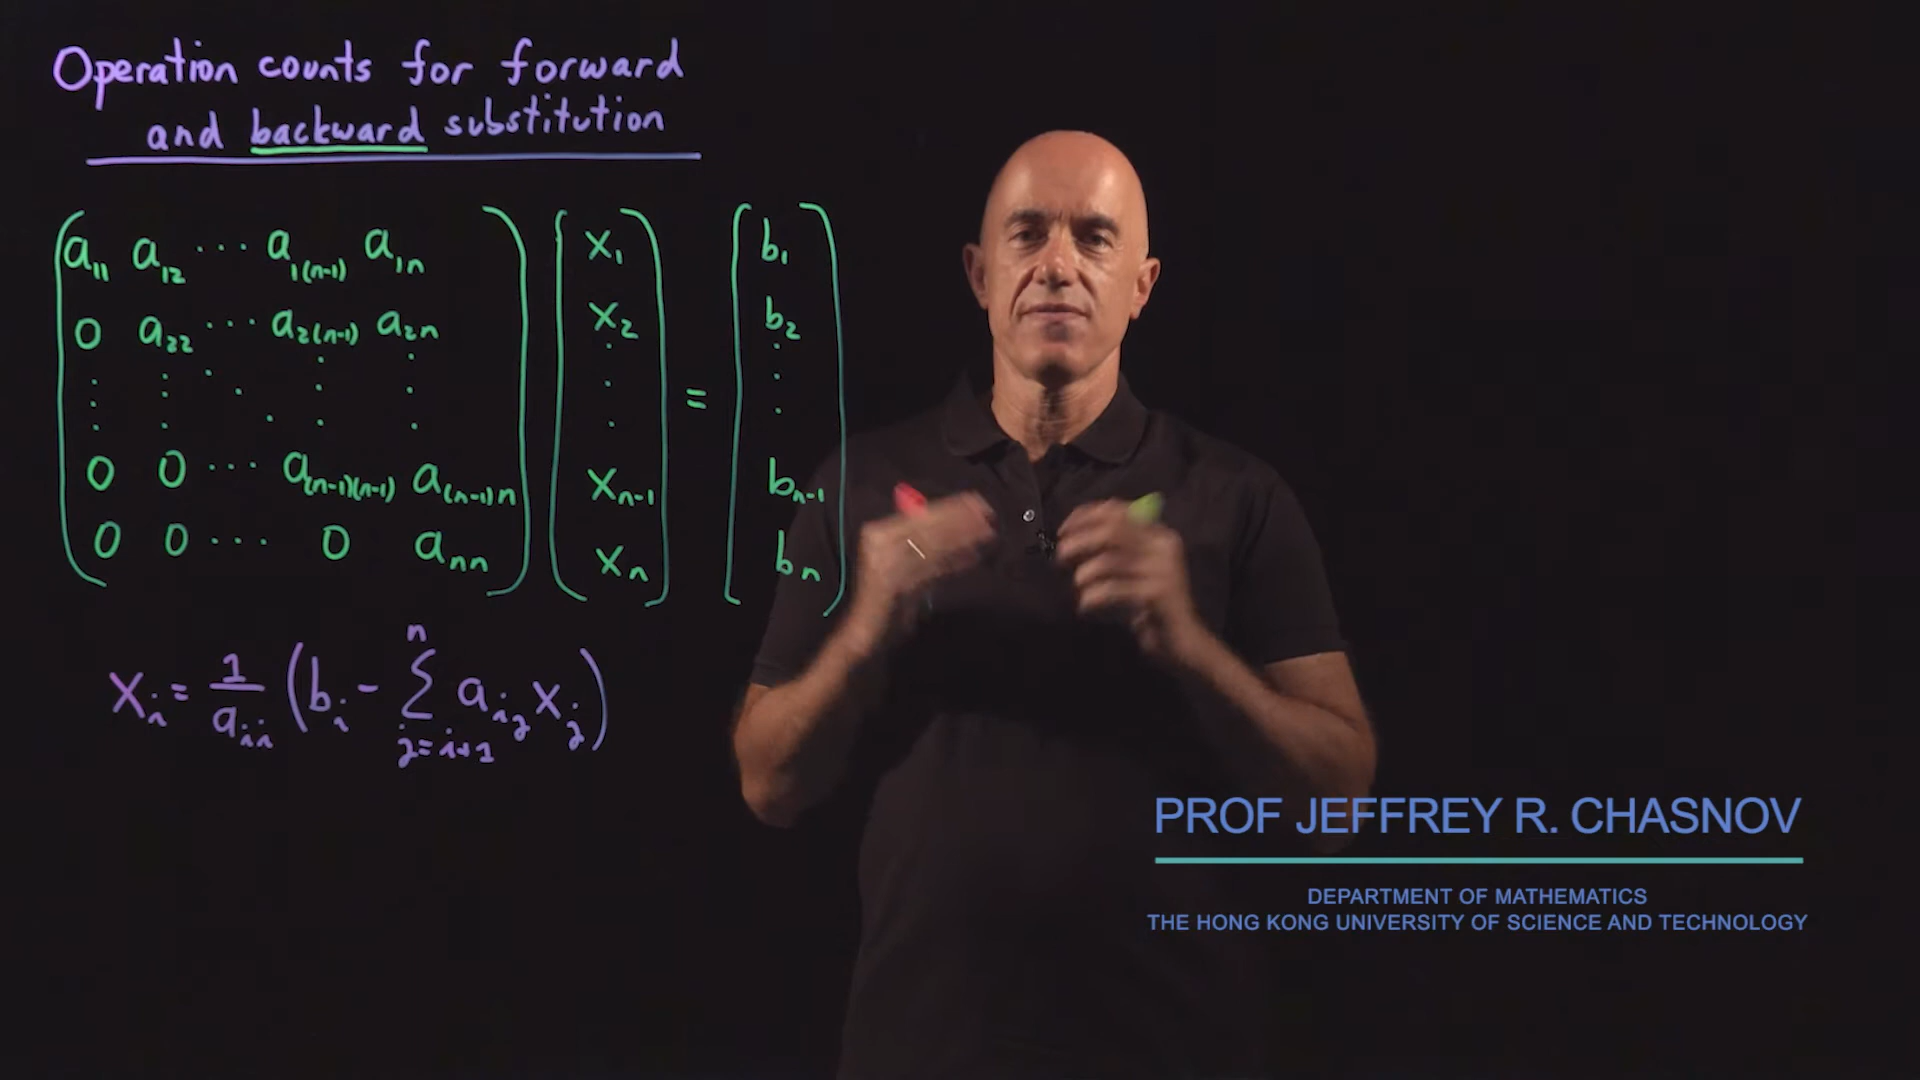 Operation counts for forward
and backward substitution
a₁₁ a₁₂ ⋯ a₁₍ₙ₋₁₎ a₁ₙ x₁ b₁
0 a₂₂ ⋯ a₂₍ₙ₋₁₎ a₂ₙ x₂ b₂
⋮ ⋮ ⋱ ⋮ ⋮ ⋮ = ⋮
0 0 ⋯ a₍ₙ₋₁₎₍ₙ₋₁₎ a₍ₙ₋₁₎ₙ xₙ₋₁ bₙ₋₁
0 0 ⋯ 0 aₙₙ xₙ bₙ
xᵢ = 1/aᵢᵢ (bᵢ - ∑ⁿⱼ₌ᵢ₊₁ aᵢⱼ xⱼ)
PROF JEFFREY R. CHASNOV
DEPARTMENT OF MATHEMATICS
THE HONG KONG UNIVERSITY OF SCIENCE AND TECHNOLOGY